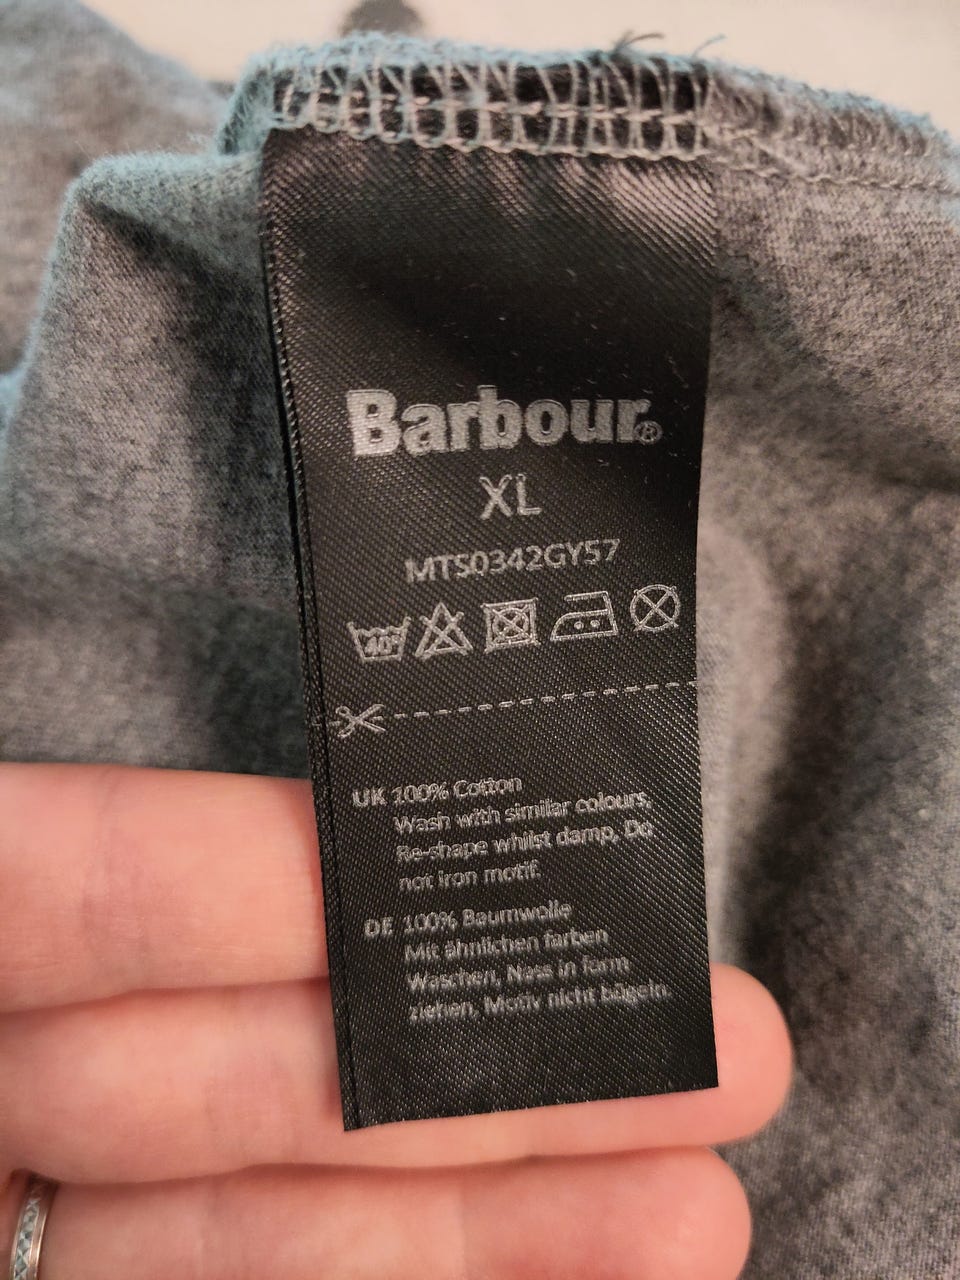 Barbour®
XL
MTS0342GY57
40°
UK 100% Cotton
Wash with similar colours,
Re-shape whilst damp, Do
not iron motif.
DE 100% Baumwolle
Mit ähnlichen farben
Waschen, Nass in form
ziehen, Motiv nicht bügeln.